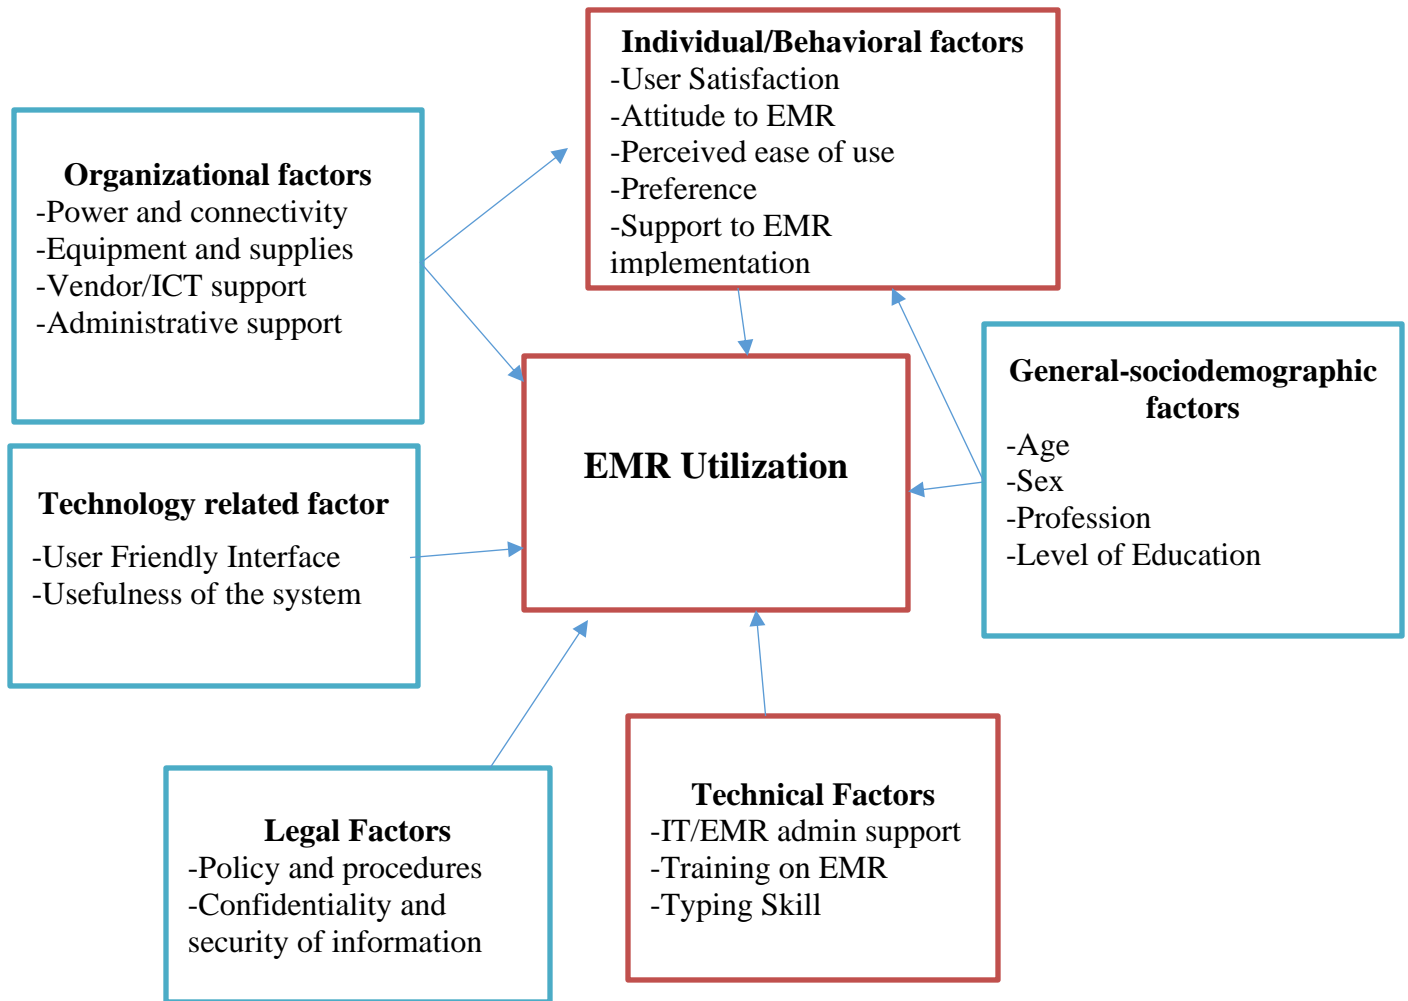 Individual/Behavioral factors
-User Satisfaction
-Attitude to EMR
-Perceived ease of use
-Preference
-Support to EMR
implementation
Organizational factors
-Power and connectivity
-Equipment and supplies
-Vendor/ICT support
-Administrative support
General-sociodemographic
factors
-Age
-Sex
-Profession
-Level of Education
EMR Utilization
Technology related factor
-User Friendly Interface
-Usefulness of the system
Technical Factors
-IT/EMR admin support
-Training on EMR
-Typing Skill
Legal Factors
-Policy and procedures
-Confidentiality and
security of information